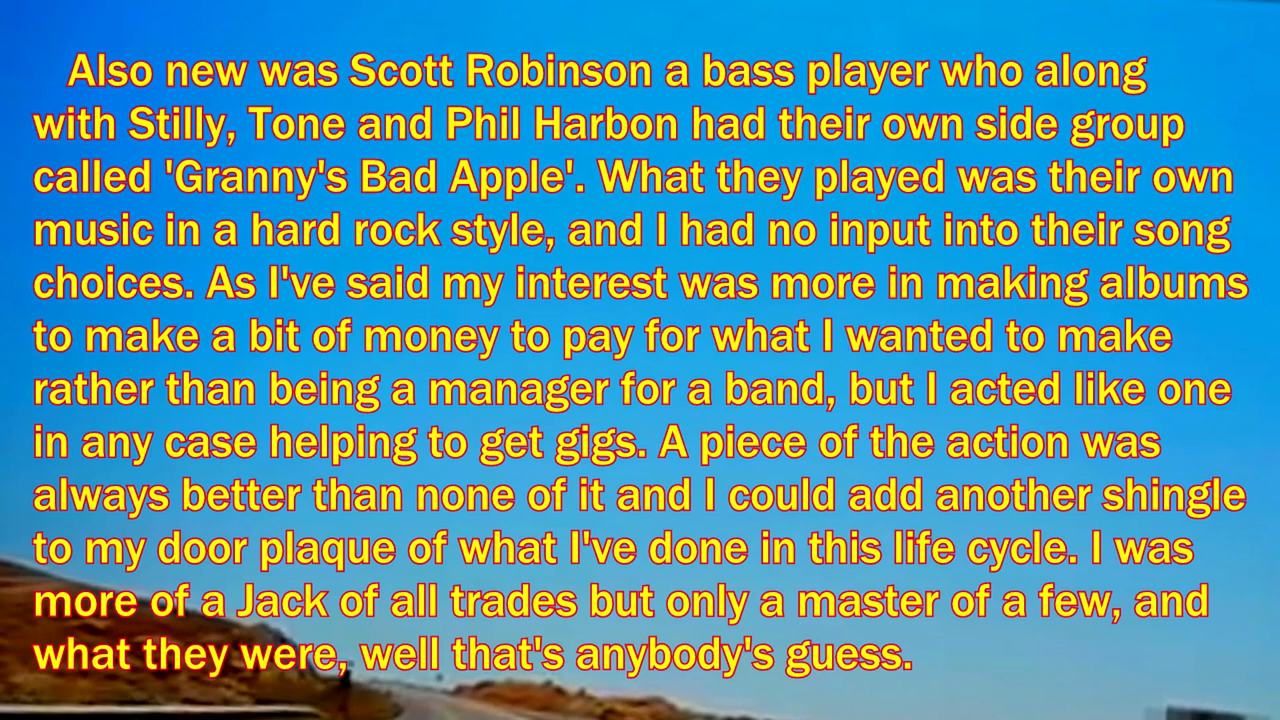 Also new was Scott Robinson a bass player who along
with Stilly, Tone and Phil Harbon had their own side group
called 'Granny's Bad Apple'. What they played was their own
music in a hard rock style, and I had no input into their song
choices. As I've said my interest was more in making albums
to make a bit of money to pay for what I wanted to make
rather than being a manager for a band, but I acted like one
in any case helping to get gigs. A piece of the action was
always better than none of it and I could add another shingle
to my door plaque of what I've done in this life cycle. I was
more of a Jack of all trades but only a master of a few, and
what they were, well that's anybody's guess.